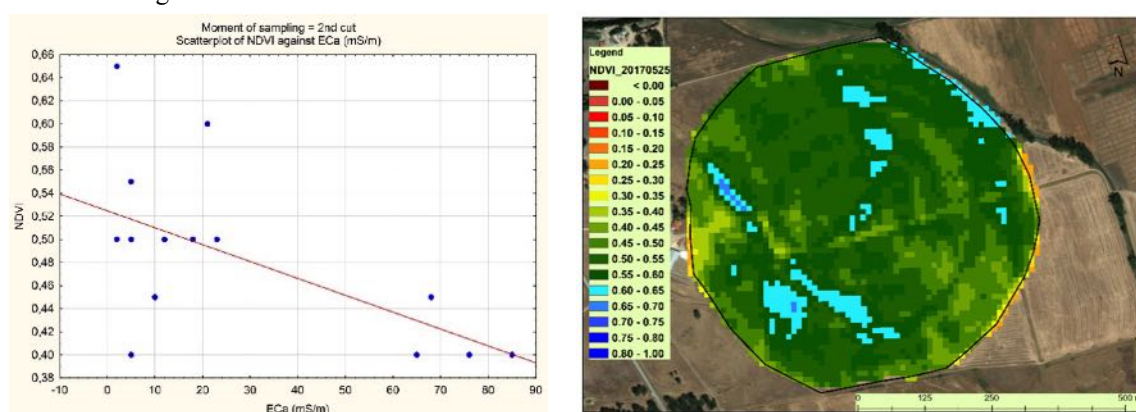 Moment of sampling = 2nd cut
Scatterplot of NDVI against ECa (mS/m)
0,66
0,64
0,62
0,60
0,58
0,56
0,54
0,52
0,50
0,48
0,46
0,44
0,42
0,40
0,38
NDVI
-10 0 10 20 30 40 50 60 70 80 90
ECa (mS/m)
Legend
NDVI_20170525
< 0.00
0.00 - 0.05
0.05 - 0.10
0.10 - 0.15
0.15 - 0.20
0.20 - 0.25
0.25 - 0.30
0.30 - 0.35
0.35 - 0.40
0.40 - 0.45
0.45 - 0.50
0.50 - 0.55
0.55 - 0.60
0.60 - 0.65
0.65 - 0.70
0.70 - 0.75
0.75 - 0.80
0.80 - 1.00
N
0 125 250 500